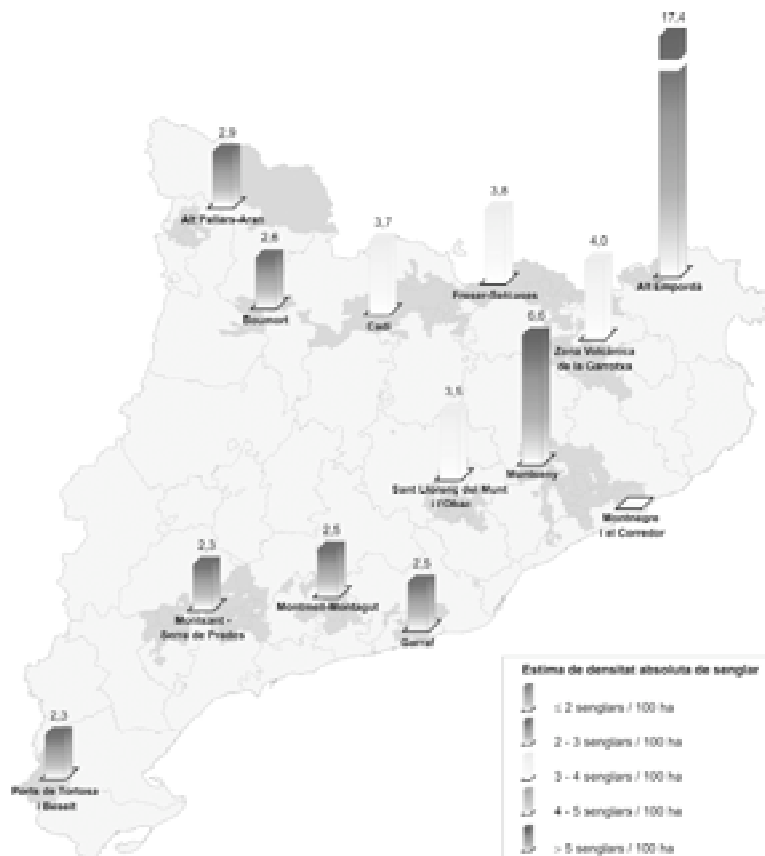 17,4
2,9
Alt Pallars-Aran
3,8
3,7
4,0
2,6
Freser-Setcases
Alt Empordà
Boumort
Cadí
6,6
Zona Volcànica
de la Garrotxa
3,5
Montseny
Sant Llorenç del Munt
i l'Obac
Montnegre
i el Corredor
2,5
2,3
2,5
Montmell-Montagut
Montsant -
Serra de Prades
Garraf
2,3
Ports de Tortosa
i Beseit
Estima de densitat absoluta de senglar
≤ 2 senglars / 100 ha
2 - 3 senglars / 100 ha
3 - 4 senglars / 100 ha
4 - 5 senglars / 100 ha
> 5 senglars / 100 ha